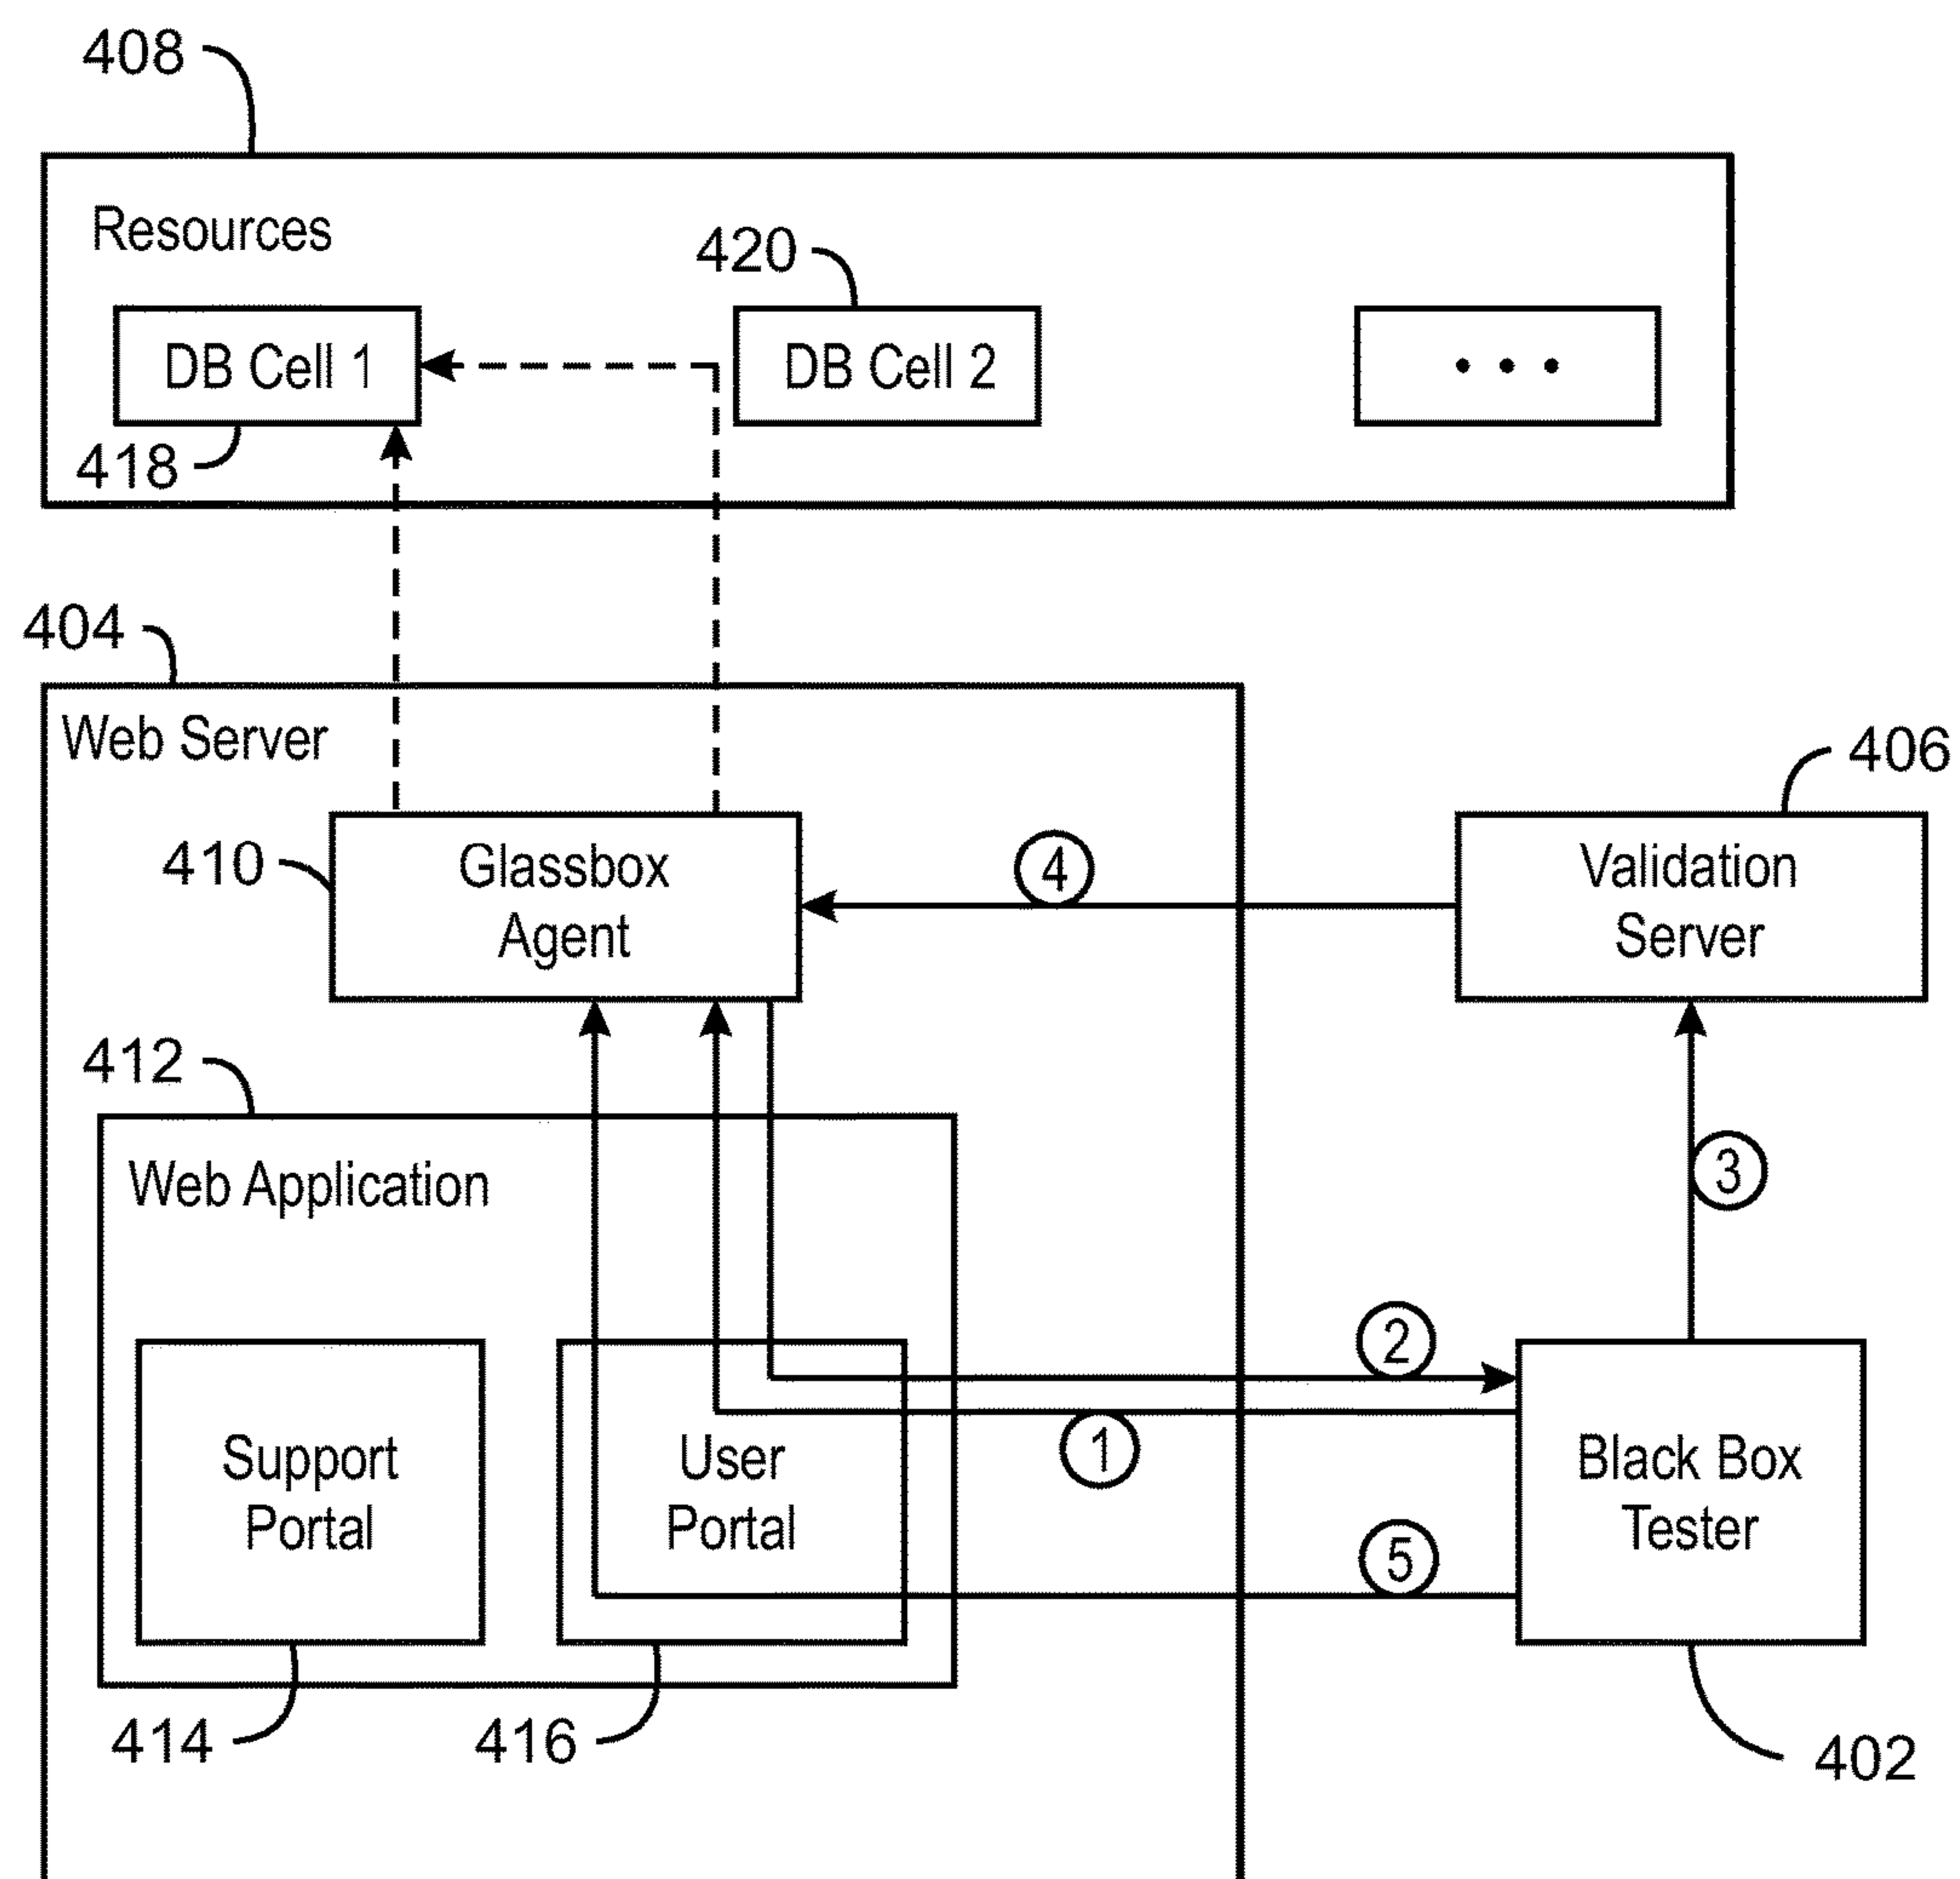 408
Resources
420
DB Cell 1
DB Cell 2
• • •
418
404
Web Server
406
410
Glassbox
Agent
4
Validation
Server
412
Web Application
3
2
1
Support
Portal
User
Portal
Black Box
Tester
5
414
416
402